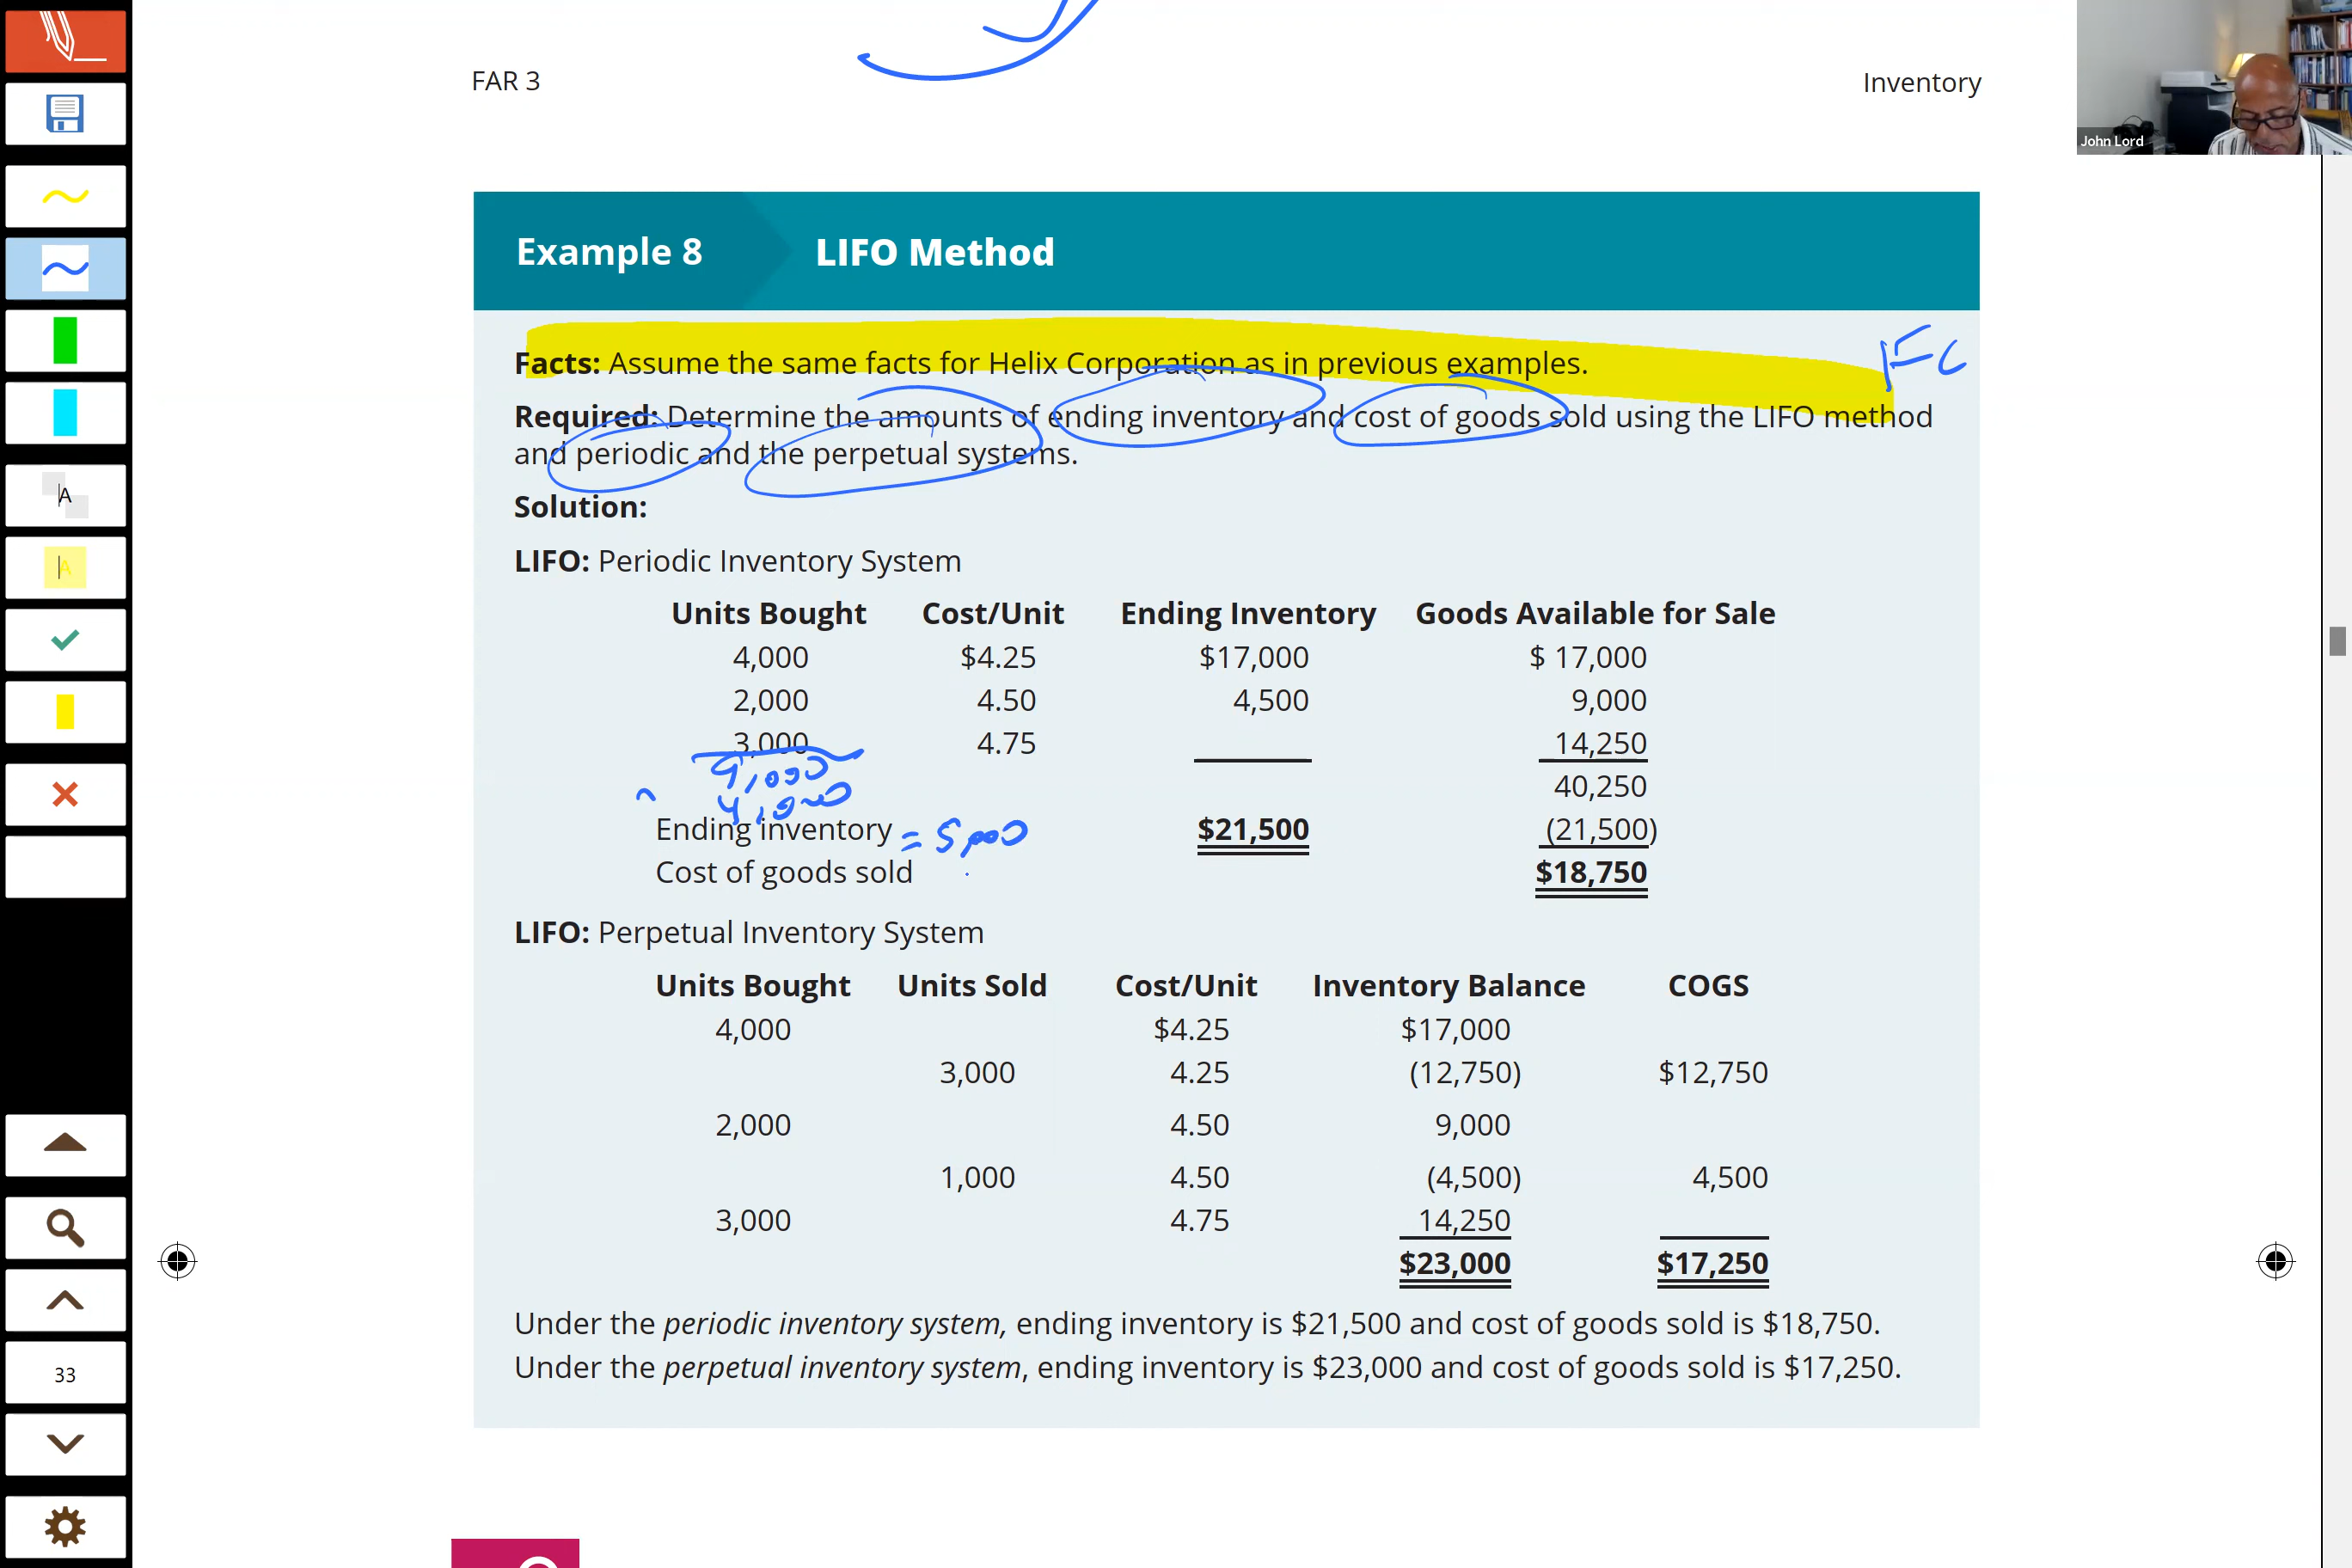 FAR 3
Inventory
John Lord
Example 8 LIFO Method
Facts: Assume the same facts for Helix Corporation as in previous examples.
Required: Determine the amounts of ending inventory and cost of goods sold using the LIFO method
and periodic and the perpetual systems.
Solution:
LIFO: Periodic Inventory System
Units Bought Cost/Unit Ending Inventory Goods Available for Sale
4,000 $4.25 $17,000 $ 17,000
2,000 4.50 4,500 9,000
3,000 4.75 14,250
9,000 40,250
4,000
Ending inventory = 5,000 $21,500 (21,500)
Cost of goods sold $18,750
LIFO: Perpetual Inventory System
Units Bought Units Sold Cost/Unit Inventory Balance COGS
4,000 $4.25 $17,000
3,000 4.25 (12,750) $12,750
2,000 4.50 9,000
1,000 4.50 (4,500) 4,500
3,000 4.75 14,250
$23,000 $17,250
Under the periodic inventory system, ending inventory is $21,500 and cost of goods sold is $18,750.
Under the perpetual inventory system, ending inventory is $23,000 and cost of goods sold is $17,250.
A
A
33